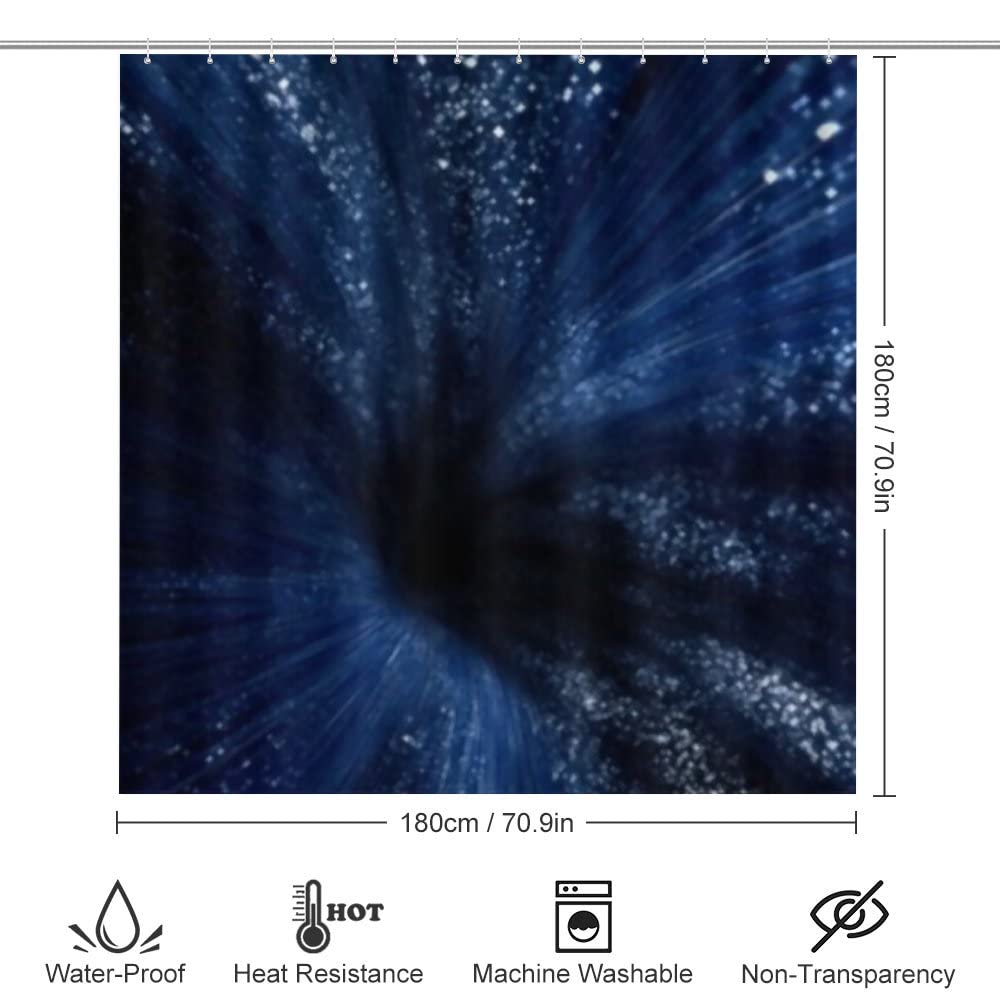 180cm / 70.9in
180cm / 70.9in
HOT
Water-Proof
Heat Resistance
Machine Washable
Non-Transparency